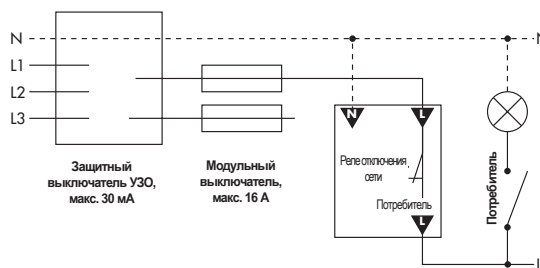 N
N
L1
L2
L3
N
L
Реле отключения
сети
Потребитель
L
Потребитель
L
Защитный
выключатель УЗО,
макс. 30 мА
Модульный
выключатель,
макс. 16 А